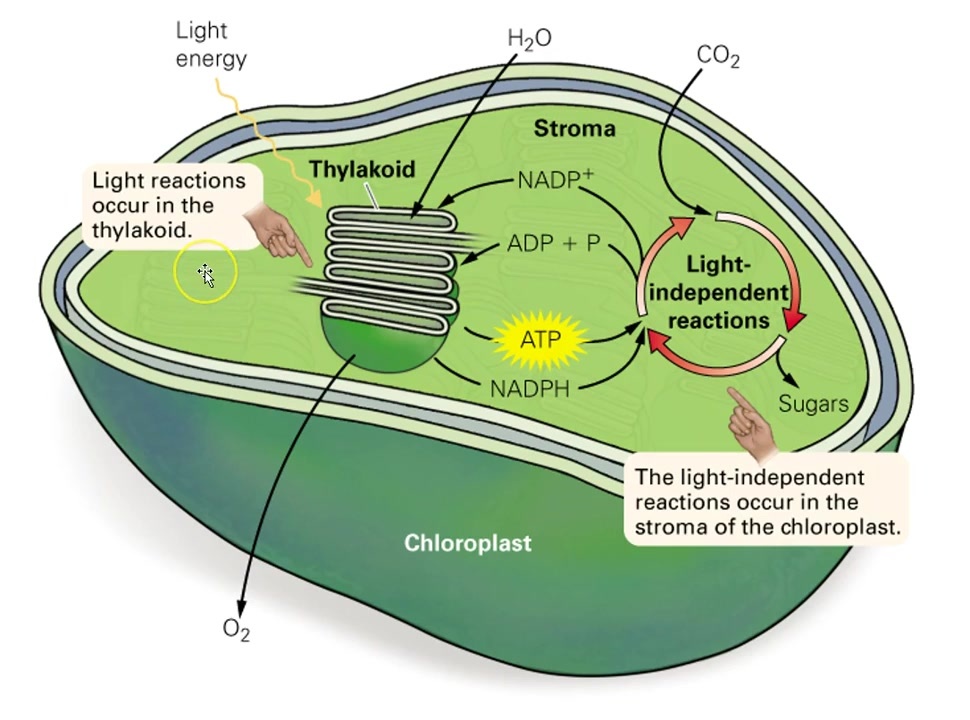 Light
energy
H₂O
CO₂
Stroma
Thylakoid
Light reactions
occur in the
thylakoid.
NADP⁺
ADP + P
Light-
independent
reactions
ATP
NADPH
Sugars
The light-independent
reactions occur in the
stroma of the chloroplast.
Chloroplast
O₂